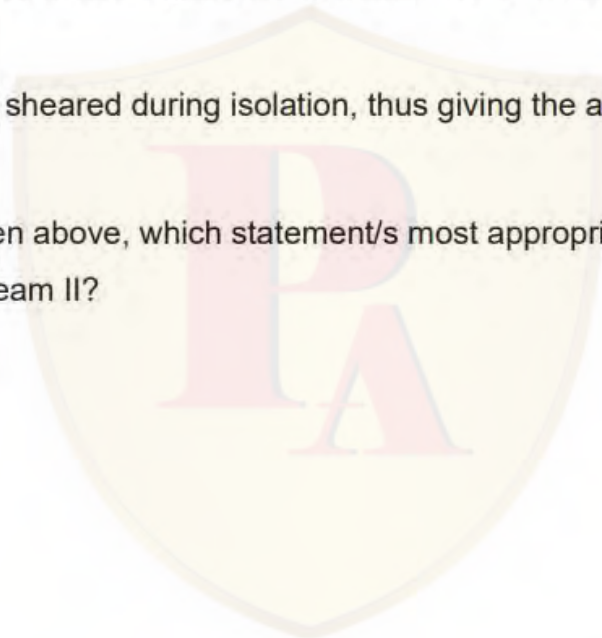 sheared during isolation, thus giving the a
en above, which statement/s most appropri
eam II?
PA